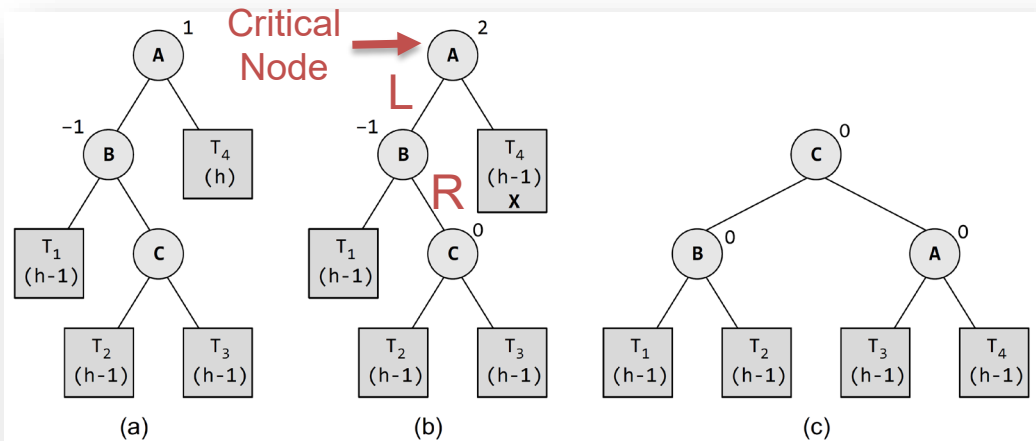 Critical
Node
1
A
-1
B
T4
(h)
T1
(h-1)
C
T2
(h-1)
T3
(h-1)
(a)
2
A
L
-1
B
T4
(h-1)
X
R
T1
(h-1)
0
C
T2
(h-1)
T3
(h-1)
(b)
0
C
0
B
0
A
T1
(h-1)
T2
(h-1)
T3
(h-1)
T4
(h-1)
(c)